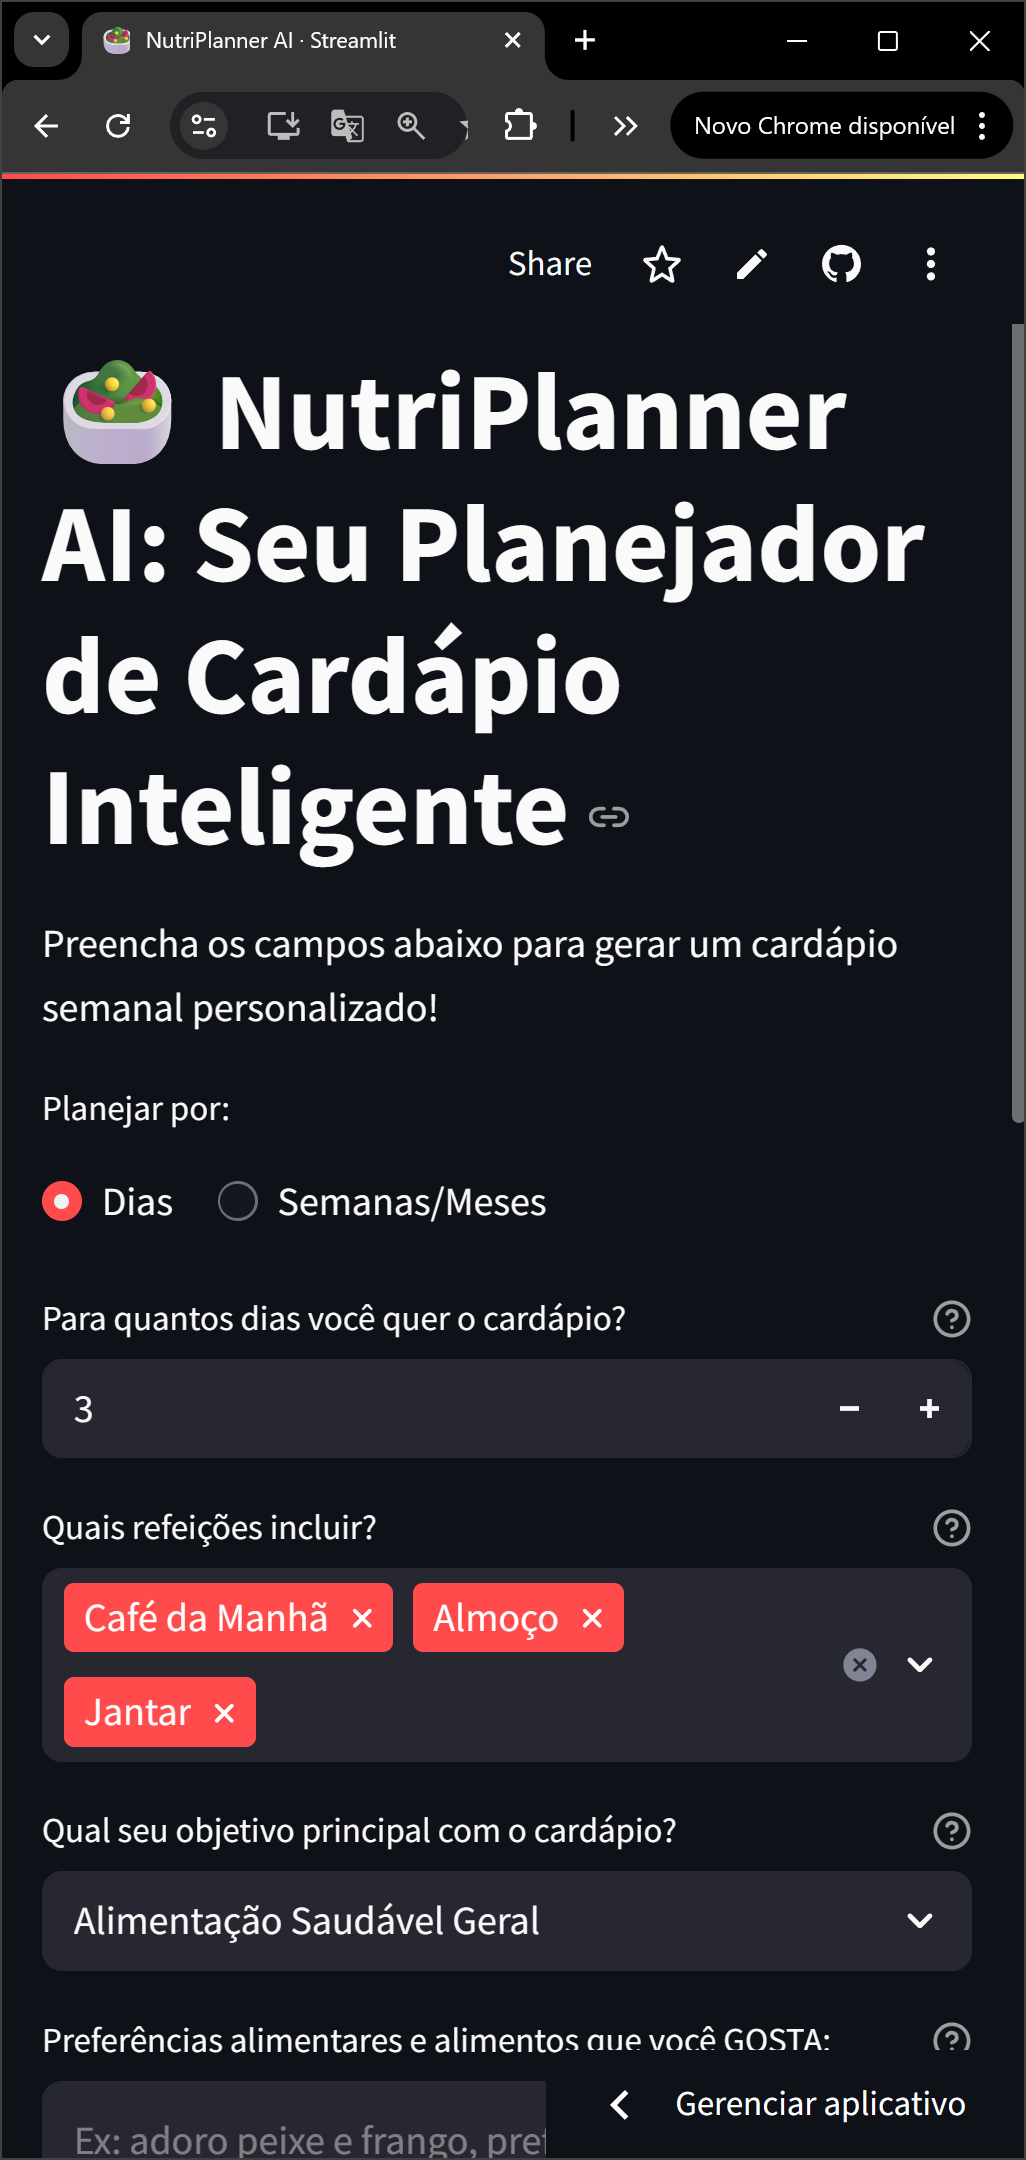 NutriPlanner AI · Streamlit
Novo Chrome disponível
Share
NutriPlanner
AI: Seu Planejador
de Cardápio
Inteligente
Preencha os campos abaixo para gerar um cardápio
semanal personalizado!
Planejar por:
Dias Semanas/Meses
Para quantos dias você quer o cardápio?
3
Quais refeições incluir?
Café da Manhã Almoço
Jantar
Qual seu objetivo principal com o cardápio?
Alimentação Saudável Geral
Preferências alimentares e alimentos que você GOSTA:
Gerenciar aplicativo
Ex: adoro peixe e frango,